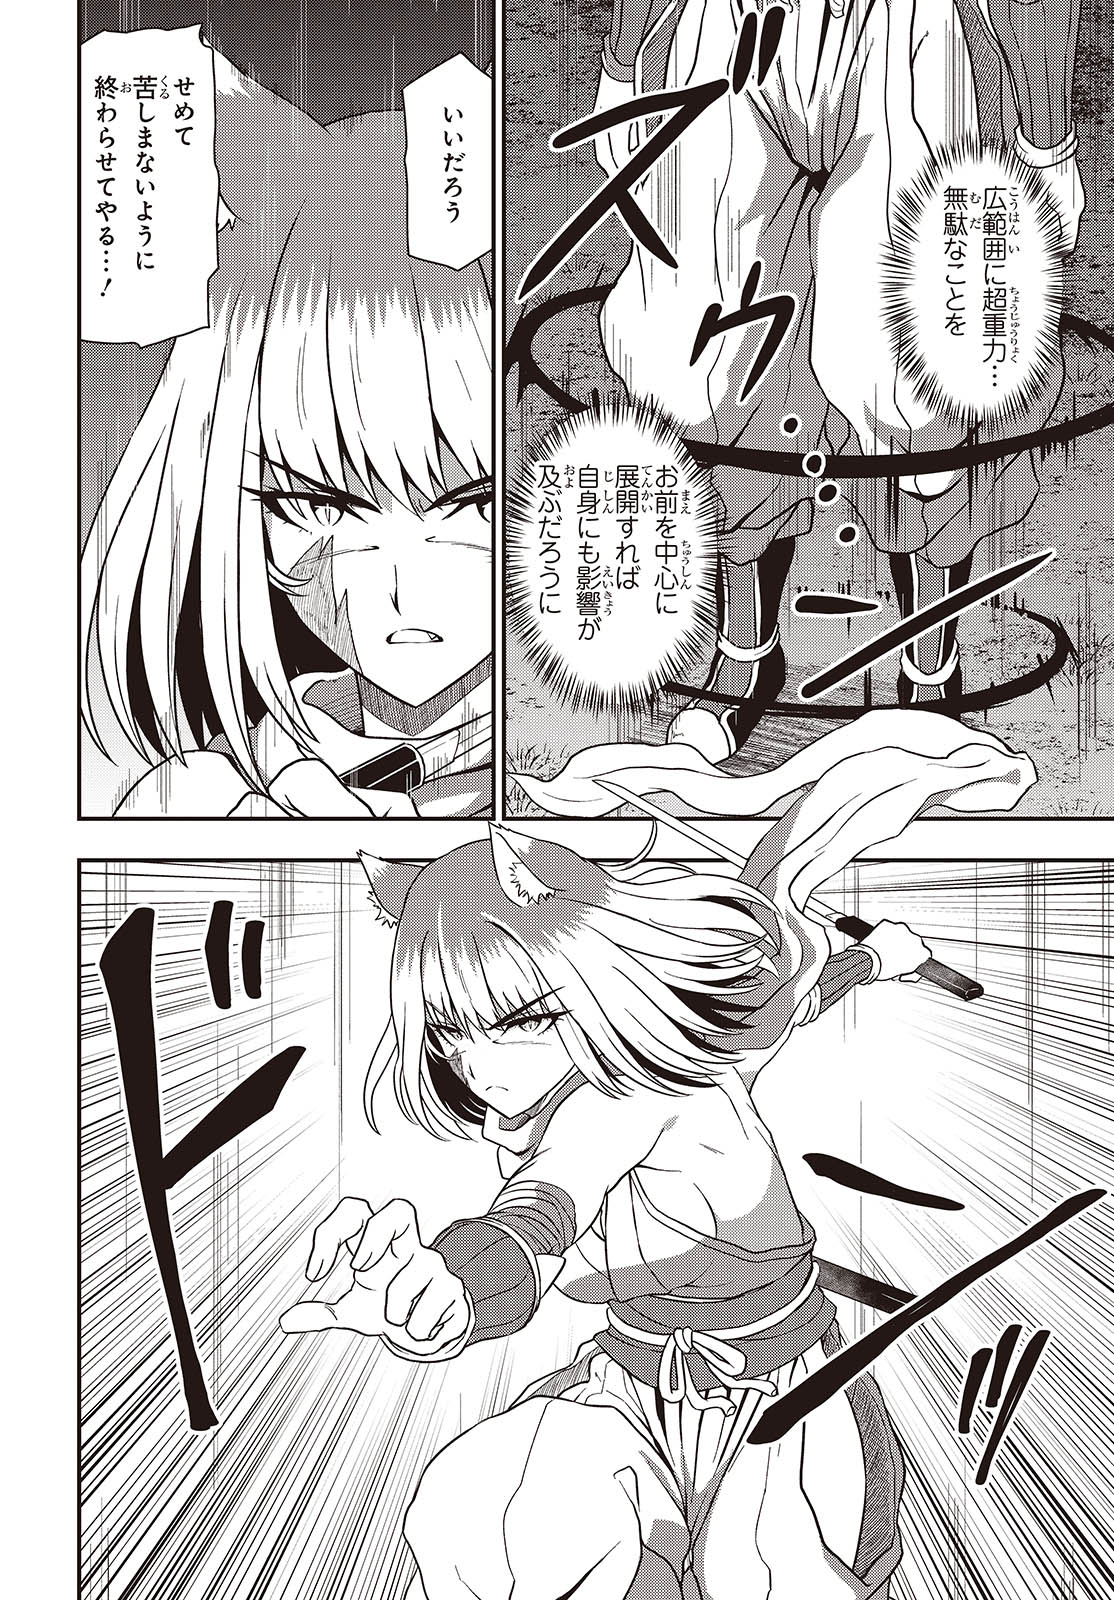 広範囲に超重力…
無駄なことを
お前を中心に
展開すれば
自身にも影響が
及ぶだろうに
ズウ…ン
いいだろう
せめて
苦しまないように
終わらせてやる…！
ドン